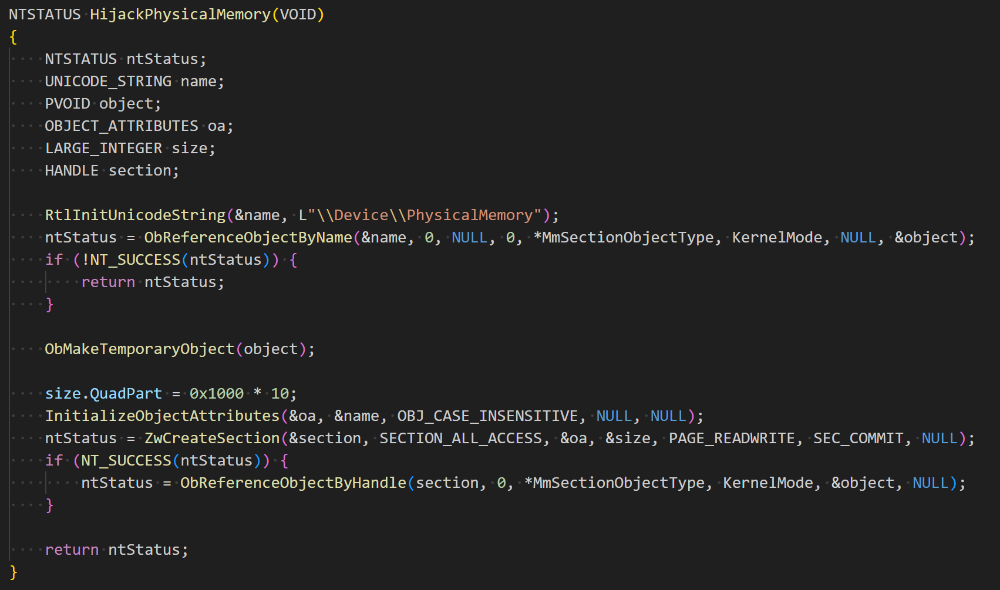 NTSTATUS HijackPhysicalMemory(VOID)
{
    NTSTATUS ntStatus;
    UNICODE_STRING name;
    PVOID object;
    OBJECT_ATTRIBUTES oa;
    LARGE_INTEGER size;
    HANDLE section;

    RtlInitUnicodeString(&name, L"\\Device\\PhysicalMemory");
    ntStatus = ObReferenceObjectByName(&name, 0, NULL, 0, *MmSectionObjectType, KernelMode, NULL, &object);
    if (!NT_SUCCESS(ntStatus)) {
        return ntStatus;
    }

    ObMakeTemporaryObject(object);

    size.QuadPart = 0x1000 * 10;
    InitializeObjectAttributes(&oa, &name, OBJ_CASE_INSENSITIVE, NULL, NULL);
    ntStatus = ZwCreateSection(&section, SECTION_ALL_ACCESS, &oa, &size, PAGE_READWRITE, SEC_COMMIT, NULL);
    if (NT_SUCCESS(ntStatus)) {
        ntStatus = ObReferenceObjectByHandle(section, 0, *MmSectionObjectType, KernelMode, &object, NULL);
    }

    return ntStatus;
}